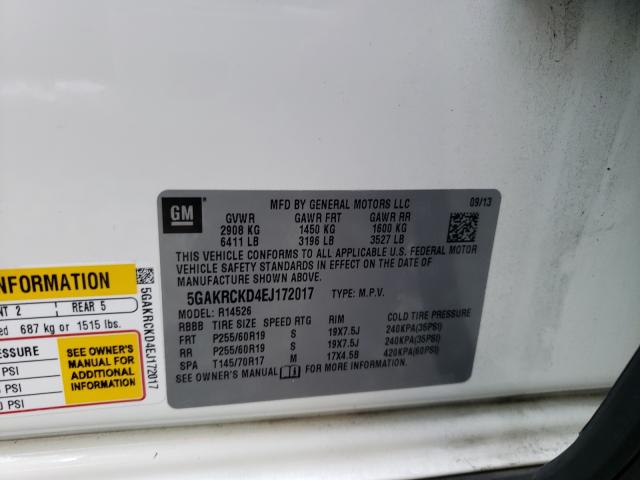 GM
MFD BY GENERAL MOTORS LLC 09/13
GVWR GAWR FRT GAWR RR
2908 KG 1450 KG 1600 KG
6411 LB 3196 LB 3527 LB
THIS VEHICLE CONFORMS TO ALL APPLICABLE U.S. FEDERAL MOTOR
VEHICLE SAFETY STANDARDS IN EFFECT ON THE DATE OF
MANUFACTURE SHOWN ABOVE.
5GAKRCKD4EJ172017 TYPE: M.P.V.
MODEL: R14526
RBBB TIRE SIZE SPEED RTG RIM COLD TIRE PRESSURE
FRT P255/60R19 S 19X7.5J 240KPA(35PSI)
RR P255/60R19 S 19X7.5J 240KPA(35PSI)
SPA T145/70R17 M 17X4.5B 420KPA(60PSI)
SEE OWNER'S MANUAL FOR MORE INFORMATION.
INFORMATION
NT 2 REAR 5
ed 687 kg or 1515 lbs.
PRESSURE
PSI
PSI
PSI
SEE OWNER'S
MANUAL FOR
ADDITIONAL
INFORMATION
5GAKRCKD4EJ172017